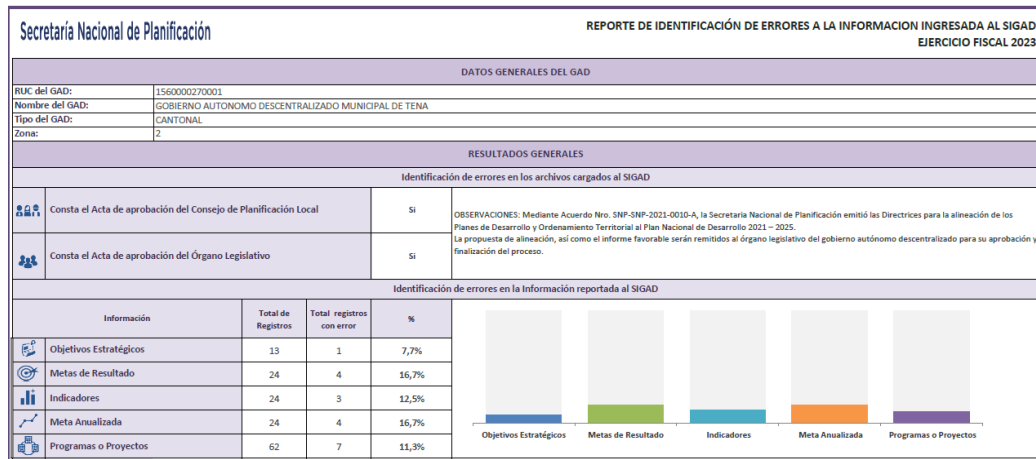 Secretaría Nacional de Planificación
REPORTE DE IDENTIFICACIÓN DE ERRORES A LA INFORMACION INGRESADA AL SIGAD
EJERCICIO FISCAL 2023
DATOS GENERALES DEL GAD
RUC del GAD: 1560000270001
Nombre del GAD: GOBIERNO AUTONOMO DESCENTRALIZADO MUNICIPAL DE TENA
Tipo del GAD: CANTONAL
Zona: 2
RESULTADOS GENERALES
Identificación de errores en los archivos cargados al SIGAD
Consta el Acta de aprobación del Consejo de Planificación Local Si
Consta el Acta de aprobación del Órgano Legislativo Si
OBSERVACIONES: Mediante Acuerdo Nro. SNP-SNP-2021-0010-A, la Secretaria Nacional de Planificación emitió las Directrices para la alineación de los
Planes de Desarrollo y Ordenamiento Territorial al Plan Nacional de Desarrollo 2021 – 2025.
La propuesta de alineación, así como el informe favorable serán remitidos al órgano legislativo del gobierno autónomo descentralizado para su aprobación y
finalización del proceso.
Identificación de errores en la Información reportada al SIGAD
Información Total de Registros Total registros con error %
Objetivos Estratégicos 13 1 7,7%
Metas de Resultado 24 4 16,7%
Indicadores 24 3 12,5%
Meta Anualizada 24 4 16,7%
Programas o Proyectos 62 7 11,3%
Objetivos Estratégicos Metas de Resultado Indicadores Meta Anualizada Programas o Proyectos